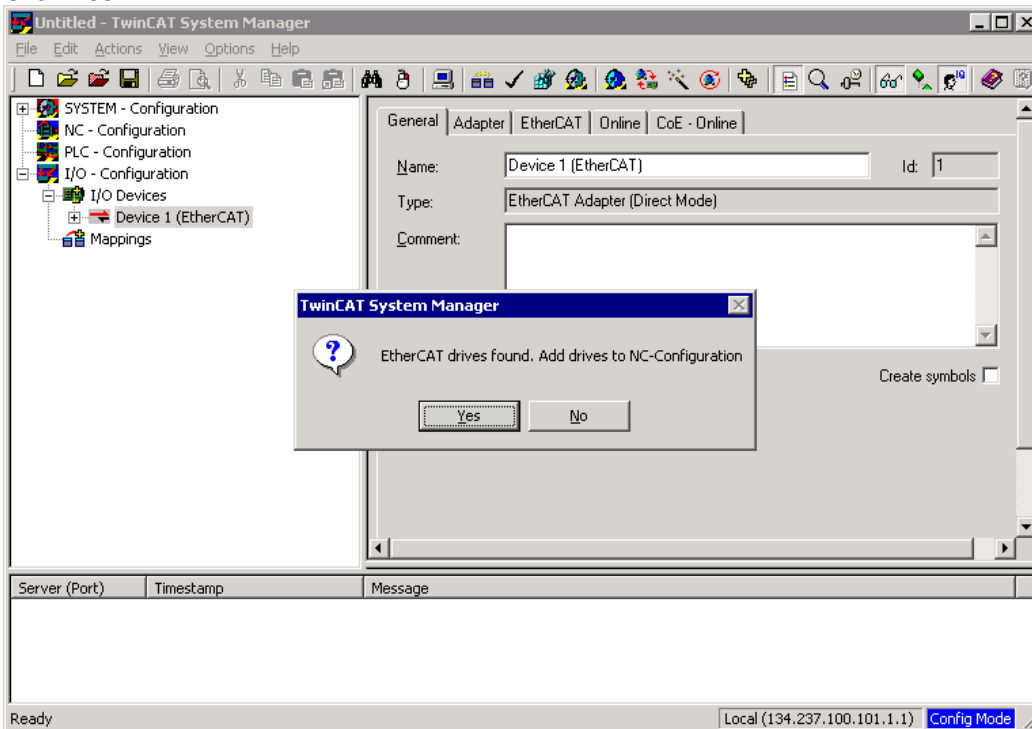 Untitled - TwinCAT System Manager
File Edit Actions View Options Help
SYSTEM - Configuration
NC - Configuration
PLC - Configuration
I/O - Configuration
I/O Devices
Device 1 (EtherCAT)
Mappings
General Adapter EtherCAT Online CoE - Online
Name: Device 1 (EtherCAT) Id: 1
Type: EtherCAT Adapter (Direct Mode)
Comment:
TwinCAT System Manager
EtherCAT drives found. Add drives to NC-Configuration
Yes No
Create symbols
Server (Port) Timestamp Message
Ready Local (134.237.100.101.1.1) Config Mode